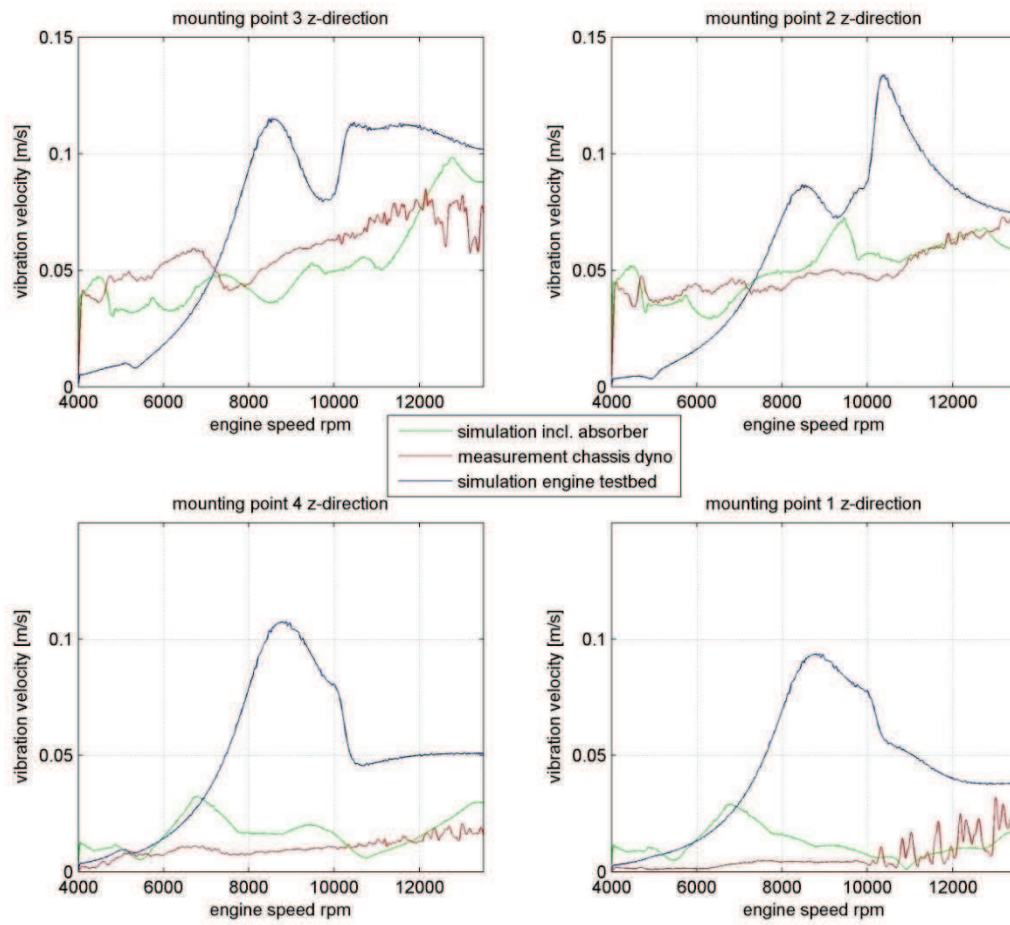 mounting point 3 z-direction
0.15
0.1
0.05
0
vibration velocity [m/s]
4000 6000 8000 10000 12000
engine speed rpm
mounting point 2 z-direction
0.15
0.1
0.05
0
vibration velocity [m/s]
4000 6000 8000 10000 12000
engine speed rpm
simulation incl. absorber
measurement chassis dyno
simulation engine testbed
mounting point 4 z-direction
0.1
0.05
0
vibration velocity [m/s]
4000 6000 8000 10000 12000
engine speed rpm
mounting point 1 z-direction
0.1
0.05
0
vibration velocity [m/s]
4000 6000 8000 10000 12000
engine speed rpm